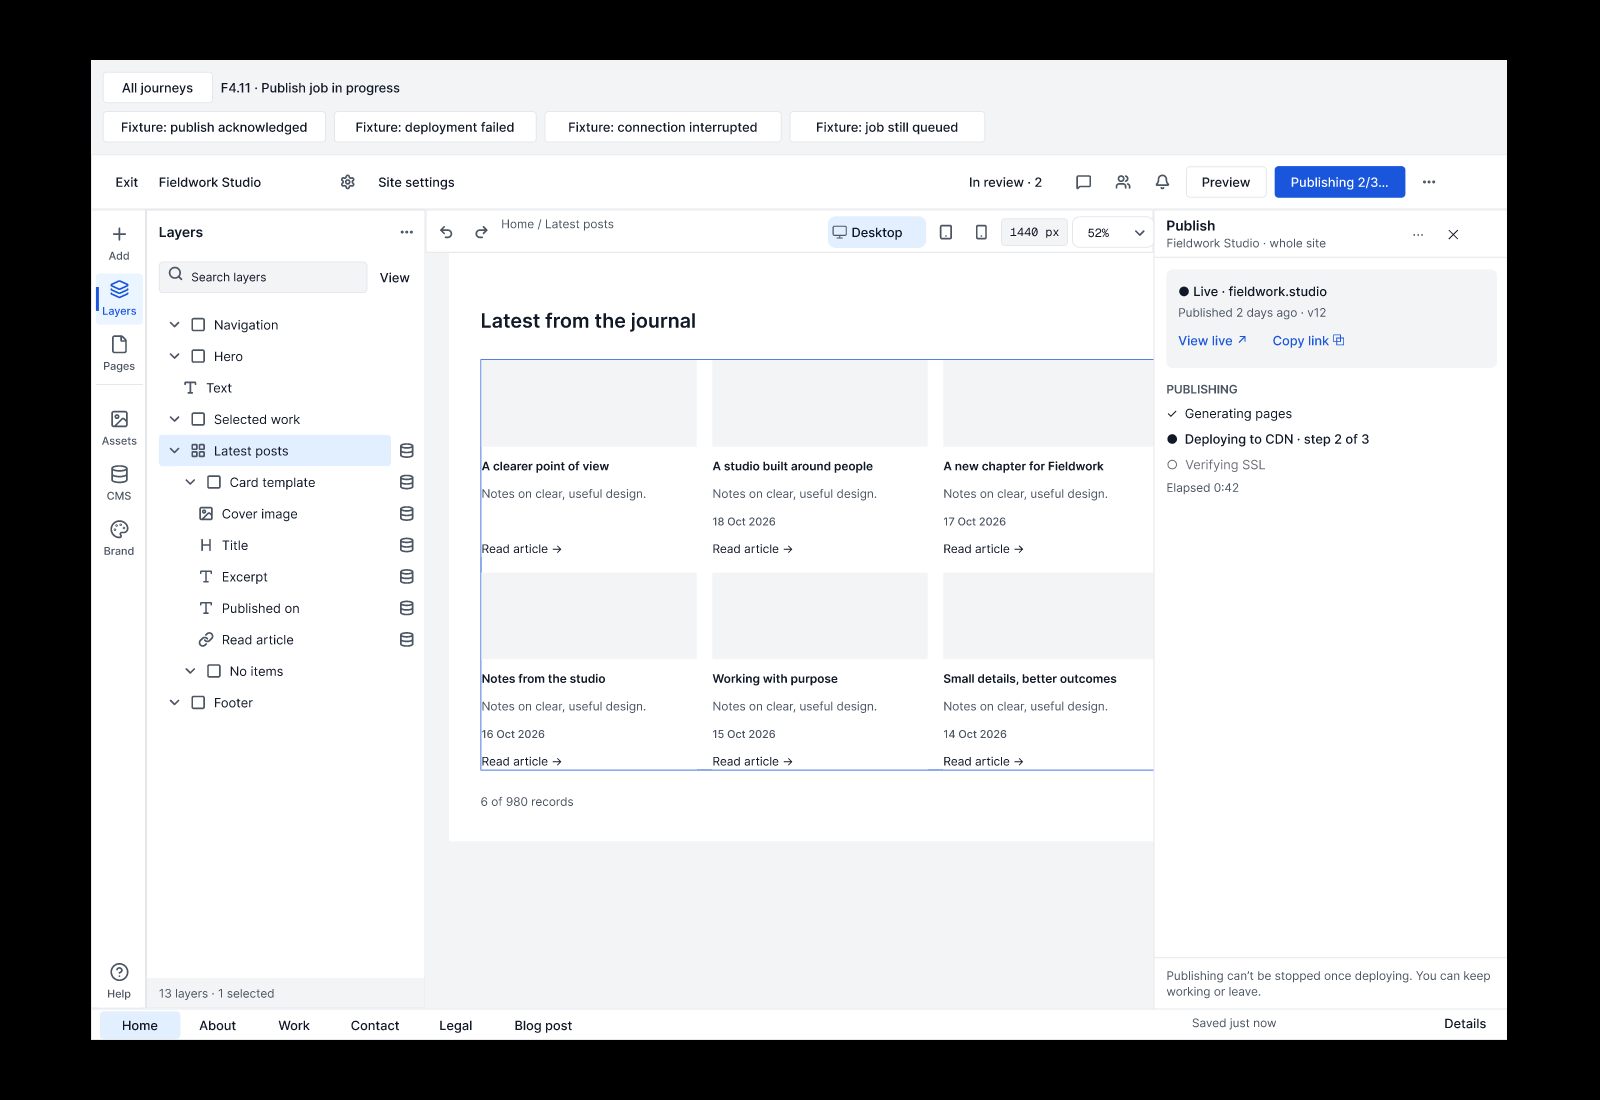 All journeys
F4.11 · Publish job in progress
Fixture: publish acknowledged
Fixture: deployment failed
Fixture: connection interrupted
Fixture: job still queued
Exit
Fieldwork Studio
Site settings
In review · 2
Preview
Publishing 2/3...
Add
Layers
Pages
Assets
CMS
Brand
Help
Layers
Search layers
View
Navigation
Hero
Text
Selected work
Latest posts
Card template
Cover image
Title
Excerpt
Published on
Read article
No items
Footer
13 layers · 1 selected
Home / Latest posts
Desktop
1440 px
52%
Latest from the journal
A clearer point of view
Notes on clear, useful design.
Read article →
A studio built around people
Notes on clear, useful design.
18 Oct 2026
Read article →
A new chapter for Fieldwork
Notes on clear, useful design.
17 Oct 2026
Read article →
Notes from the studio
Notes on clear, useful design.
16 Oct 2026
Read article →
Working with purpose
Notes on clear, useful design.
15 Oct 2026
Read article →
Small details, better outcomes
Notes on clear, useful design.
14 Oct 2026
Read article →
6 of 980 records
Publish
Fieldwork Studio · whole site
Live · fieldwork.studio
Published 2 days ago · v12
View live ↗
Copy link
PUBLISHING
Generating pages
Deploying to CDN · step 2 of 3
Verifying SSL
Elapsed 0:42
Publishing can't be stopped once deploying. You can keep
working or leave.
Home
About
Work
Contact
Legal
Blog post
Saved just now
Details